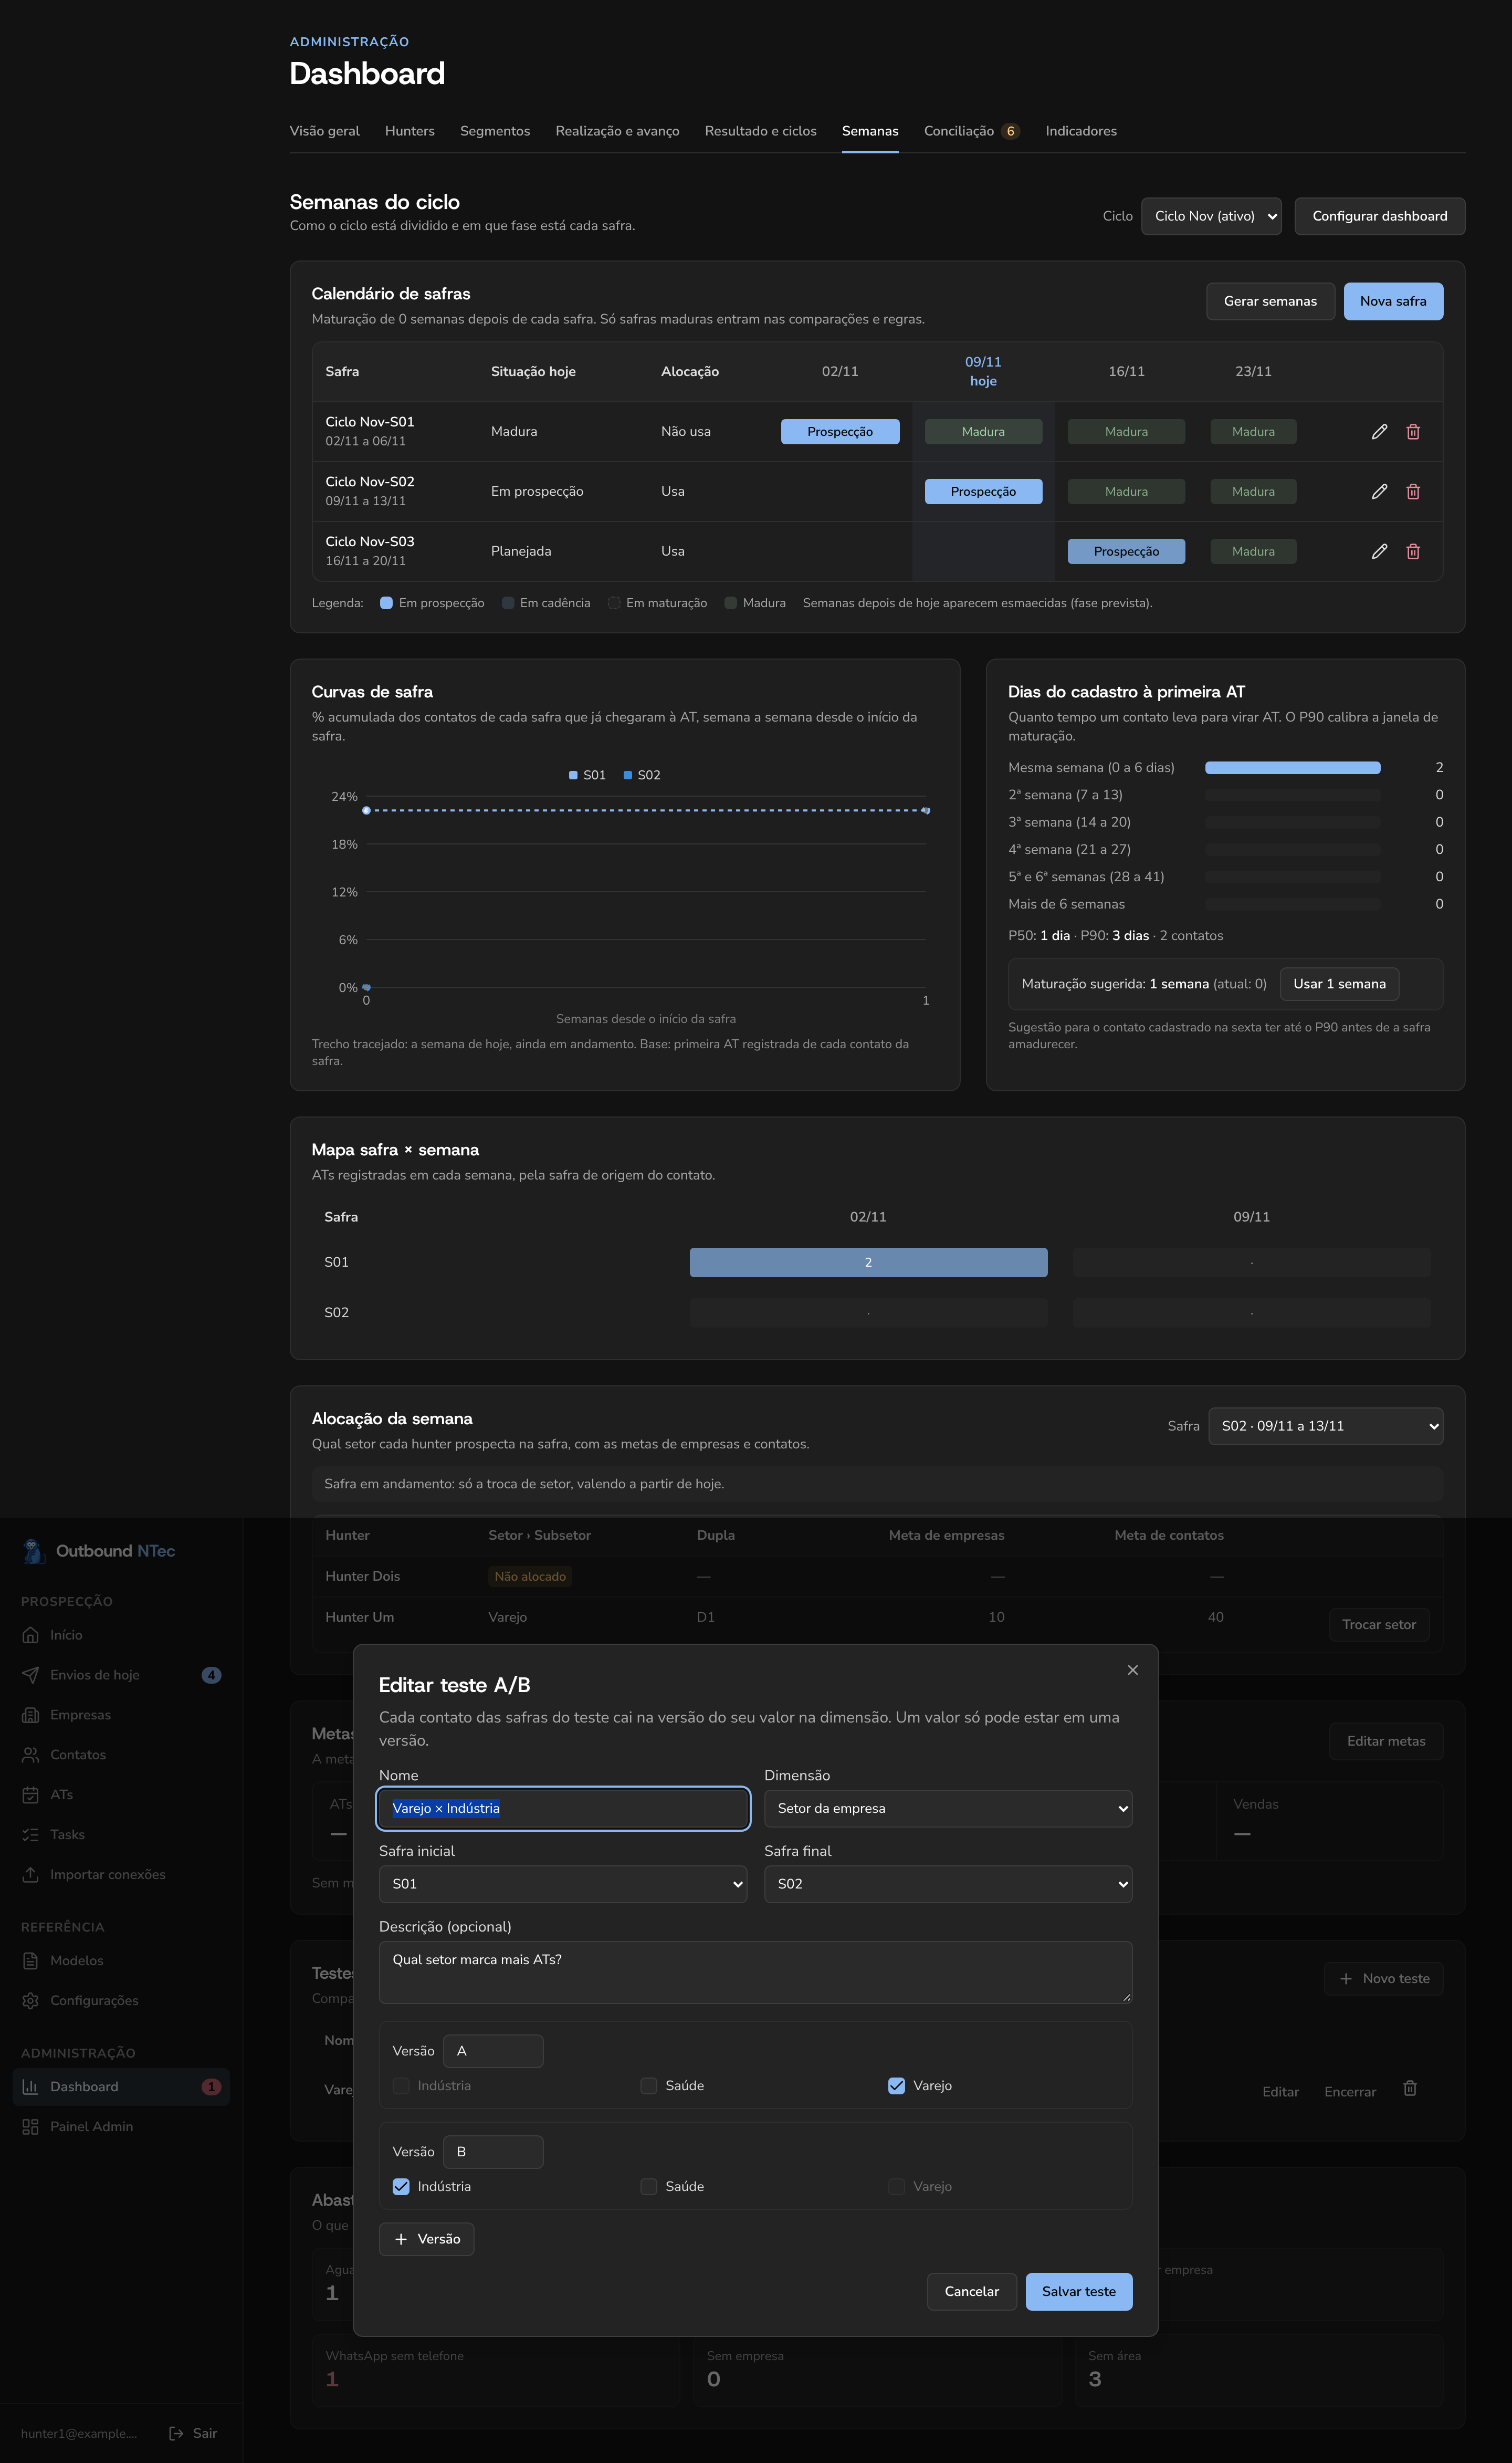 ADMINISTRAÇÃO
Dashboard
Visão geral
Hunters
Segmentos
Realização e avanço
Resultado e ciclos
Semanas
Conciliação 6
Indicadores
Semanas do ciclo
Como o ciclo está dividido e em que fase está cada safra.
Ciclo
Ciclo Nov (ativo)
Configurar dashboard
Calendário de safras
Maturação de 0 semanas depois de cada safra. Só safras maduras entram nas comparações e regras.
Gerar semanas
Nova safra
Safra
Situação hoje
Alocação
02/11
09/11
hoje
16/11
23/11
Ciclo Nov-S01
02/11 a 06/11
Madura
Não usa
Prospecção
Madura
Madura
Madura
Ciclo Nov-S02
09/11 a 13/11
Em prospecção
Usa
Prospecção
Madura
Madura
Ciclo Nov-S03
16/11 a 20/11
Planejada
Usa
Prospecção
Madura
Legenda:
Em prospecção
Em cadência
Em maturação
Madura
Semanas depois de hoje aparecem esmaecidas (fase prevista).
Curvas de safra
% acumulada dos contatos de cada safra que já chegaram à AT, semana a semana desde o início da
safra.
S01
S02
24%
18%
12%
6%
0%
0
1
Semanas desde o início da safra
Trecho tracejado: a semana de hoje, ainda em andamento. Base: primeira AT registrada de cada contato da
safra.
Dias do cadastro à primeira AT
Quanto tempo um contato leva para virar AT. O P90 calibra a janela de
maturação.
Mesma semana (0 a 6 dias)
2
2ª semana (7 a 13)
0
3ª semana (14 a 20)
0
4ª semana (21 a 27)
0
5ª e 6ª semanas (28 a 41)
0
Mais de 6 semanas
0
P50: 1 dia · P90: 3 dias · 2 contatos
Maturação sugerida: 1 semana (atual: 0)
Usar 1 semana
Sugestão para o contato cadastrado na sexta ter até o P90 antes de a safra
amadurecer.
Mapa safra × semana
ATs registradas em cada semana, pela safra de origem do contato.
Safra
02/11
09/11
S01
2
·
S02
·
·
Alocação da semana
Qual setor cada hunter prospecta na safra, com as metas de empresas e contatos.
Safra
S02 · 09/11 a 13/11
Safra em andamento: só a troca de setor, valendo a partir de hoje.
Hunter
Setor › Subsetor
Dupla
Meta de empresas
Meta de contatos
Hunter Dois
Não alocado
—
—
—
Hunter Um
Varejo
D1
10
40
Trocar setor
Outbound NTec
PROSPECÇÃO
Início
Envios de hoje
4
Empresas
Contatos
ATs
Tasks
Importar conexões
REFERÊNCIA
Modelos
Configurações
ADMINISTRAÇÃO
Dashboard
1
Painel Admin
hunter1@example....
Sair
Metas
A meta
Editar metas
ATs
—
Vendas
—
Sem m
Testes
Compa
Novo teste
Nom
Vare
Editar
Encerrar
Abast
O que
Agua
1
empresa
WhatsApp sem telefone
1
Sem empresa
0
Sem área
3
Editar teste A/B
Cada contato das safras do teste cai na versão do seu valor na dimensão. Um valor só pode estar em uma
versão.
Nome
Varejo × Indústria
Dimensão
Setor da empresa
Safra inicial
S01
Safra final
S02
Descrição (opcional)
Qual setor marca mais ATs?
Versão
A
Indústria
Saúde
Varejo
Versão
B
Indústria
Saúde
Varejo
Versão
Cancelar
Salvar teste